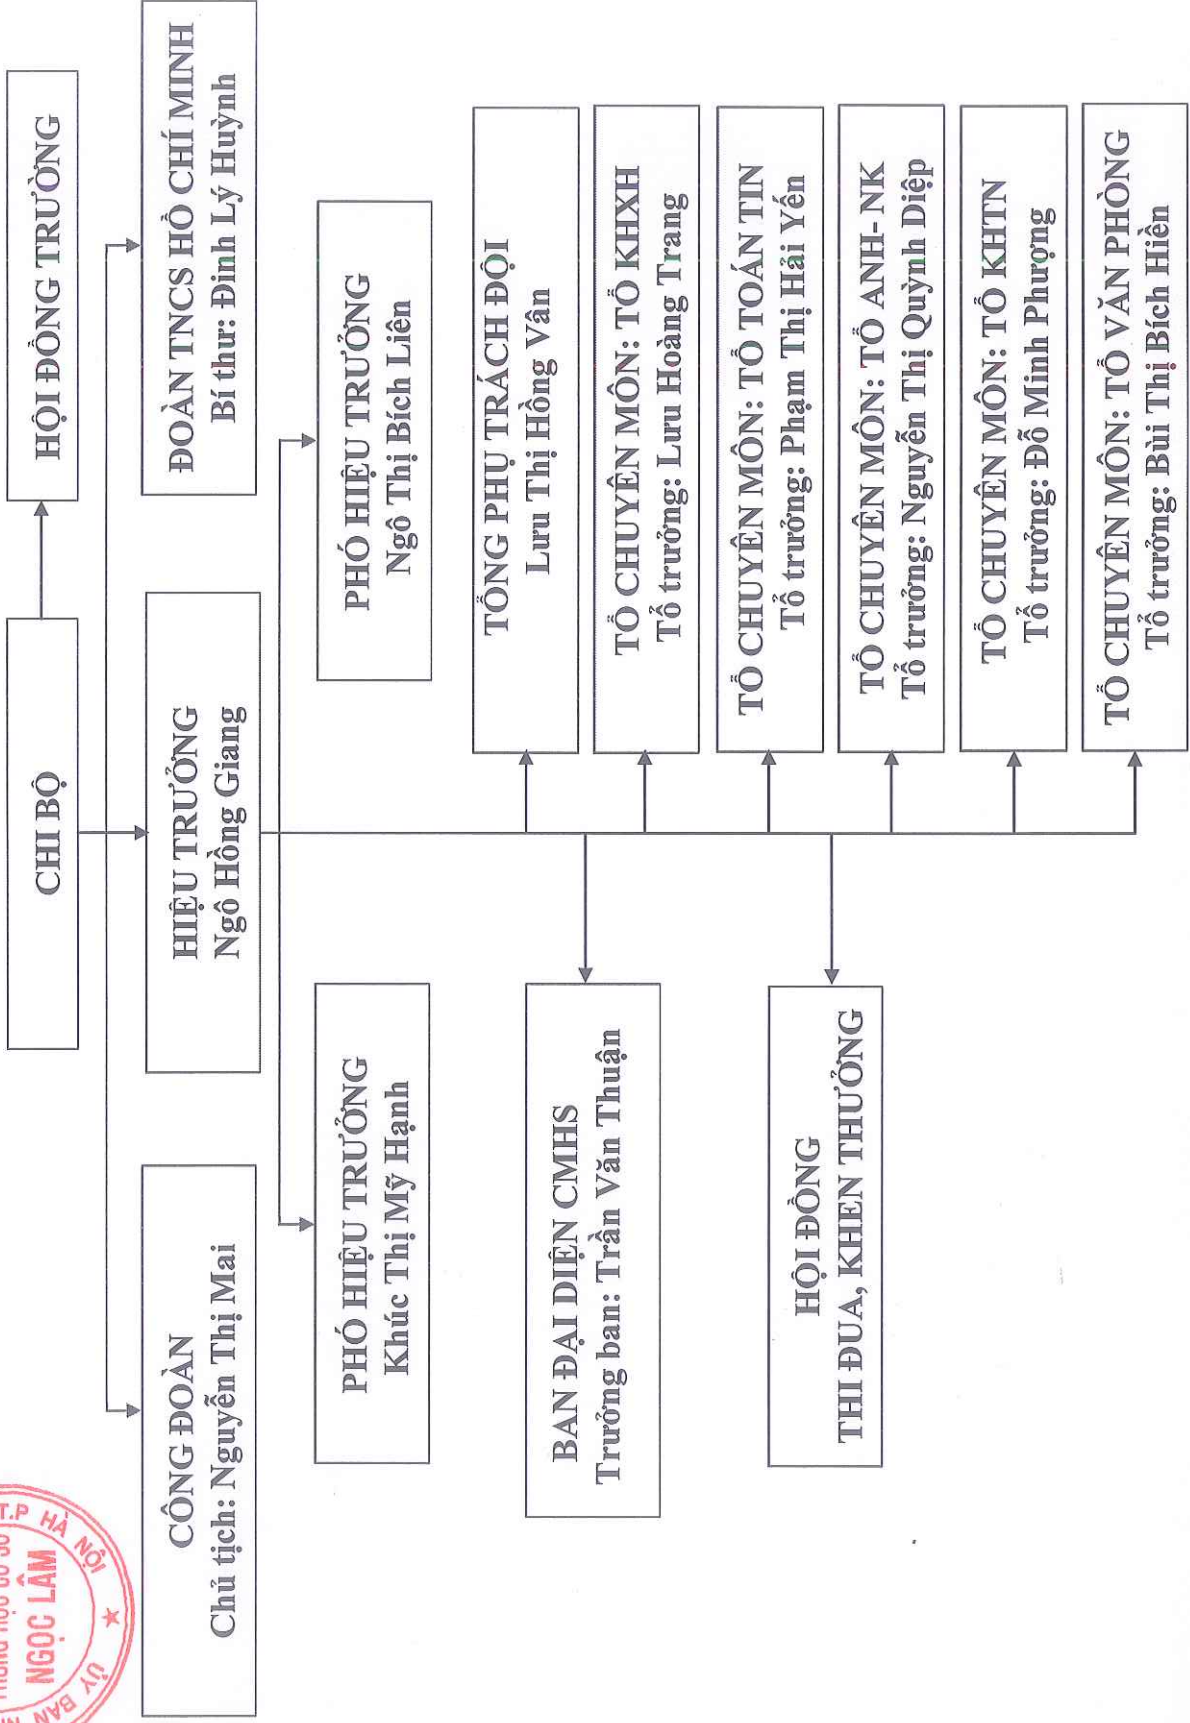 CHI BỘ
HỘI ĐỒNG TRƯỜNG
CÔNG ĐOÀN
Chủ tịch: Nguyễn Thị Mai
HIỆU TRƯỞNG
Ngô Hồng Giang
ĐOÀN TNCS HỒ CHÍ MINH
Bí thư: Đinh Lý Huỳnh
PHÓ HIỆU TRƯỞNG
Khúc Thị Mỹ Hạnh
PHÓ HIỆU TRƯỞNG
Ngô Thị Bích Liên
BAN ĐẠI DIỆN CMHS
Trưởng ban: Trần Văn Thuận
HỘI ĐỒNG
THI ĐUA, KHEN THƯỞNG
TỔNG PHỤ TRÁCH ĐỘI
Lưu Thị Hồng Vân
TỔ CHUYÊN MÔN: TỔ KHXH
Tổ trưởng: Lưu Hoàng Trang
TỔ CHUYÊN MÔN: TỔ TOÁN TIN
Tổ trưởng: Phạm Thị Hải Yến
TỔ CHUYÊN MÔN: TỔ ANH- NK
Tổ trưởng: Nguyễn Thị Quỳnh Diệp
TỔ CHUYÊN MÔN: TỔ KHTN
Tổ trưởng: Đỗ Minh Phượng
TỔ CHUYÊN MÔN: TỔ VĂN PHÒNG
Tổ trưởng: Bùi Thị Bích Hiền
T.P HÀ NỘI
NGỌC LÂM
ỦY BAN